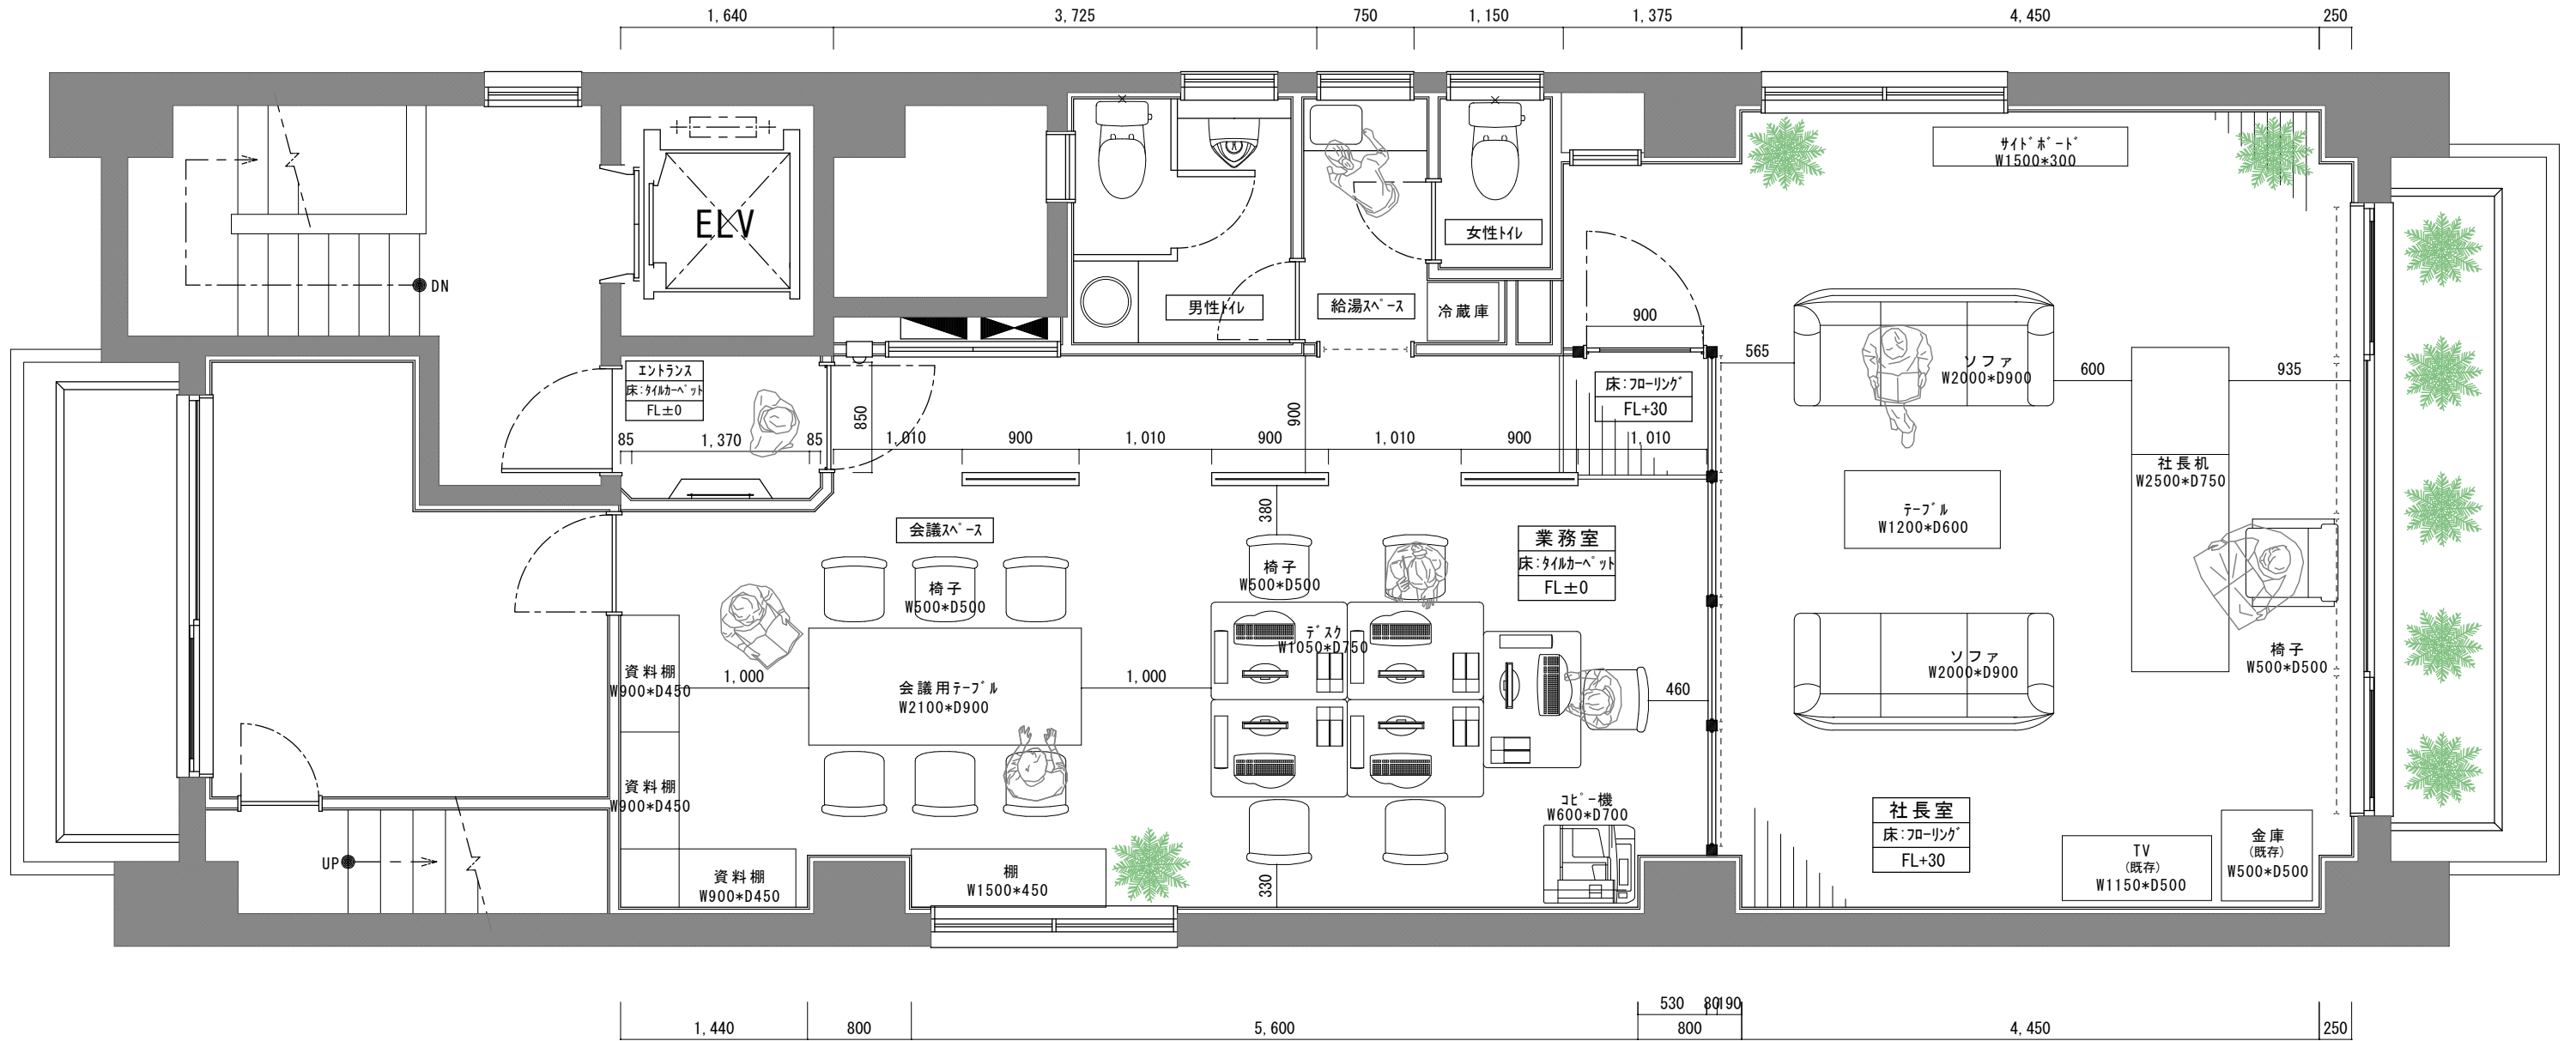 1,640
3,725
750
1,150
1,375
4,450
250
ELV
DN
男性トイレ
給湯スペース
冷蔵庫
女性トイレ
サイドボード
W1500*300
エントランス
床:タイルカーペット
FL±0
85
1,370
85
850
1,010
900
1,010
900
900
1,010
900
1,010
床:フローリング
FL+30
900
565
ソファ
W2000*D900
600
935
社長机
W2500*D750
テーブル
W1200*D600
会議スペース
380
業務室
床:タイルカーペット
FL±0
椅子
W500*D500
椅子
W500*D500
デスク
W1050*D750
資料棚
W900*D450
1,000
会議用テーブル
W2100*D900
1,000
460
ソファ
W2000*D900
椅子
W500*D500
資料棚
W900*D450
コピー機
W600*D700
社長室
床:フローリング
FL+30
UP
資料棚
W900*D450
棚
W1500*450
330
TV
(既存)
W1150*D500
金庫
(既存)
W500*D500
530
80
190
1,440
800
5,600
800
4,450
250